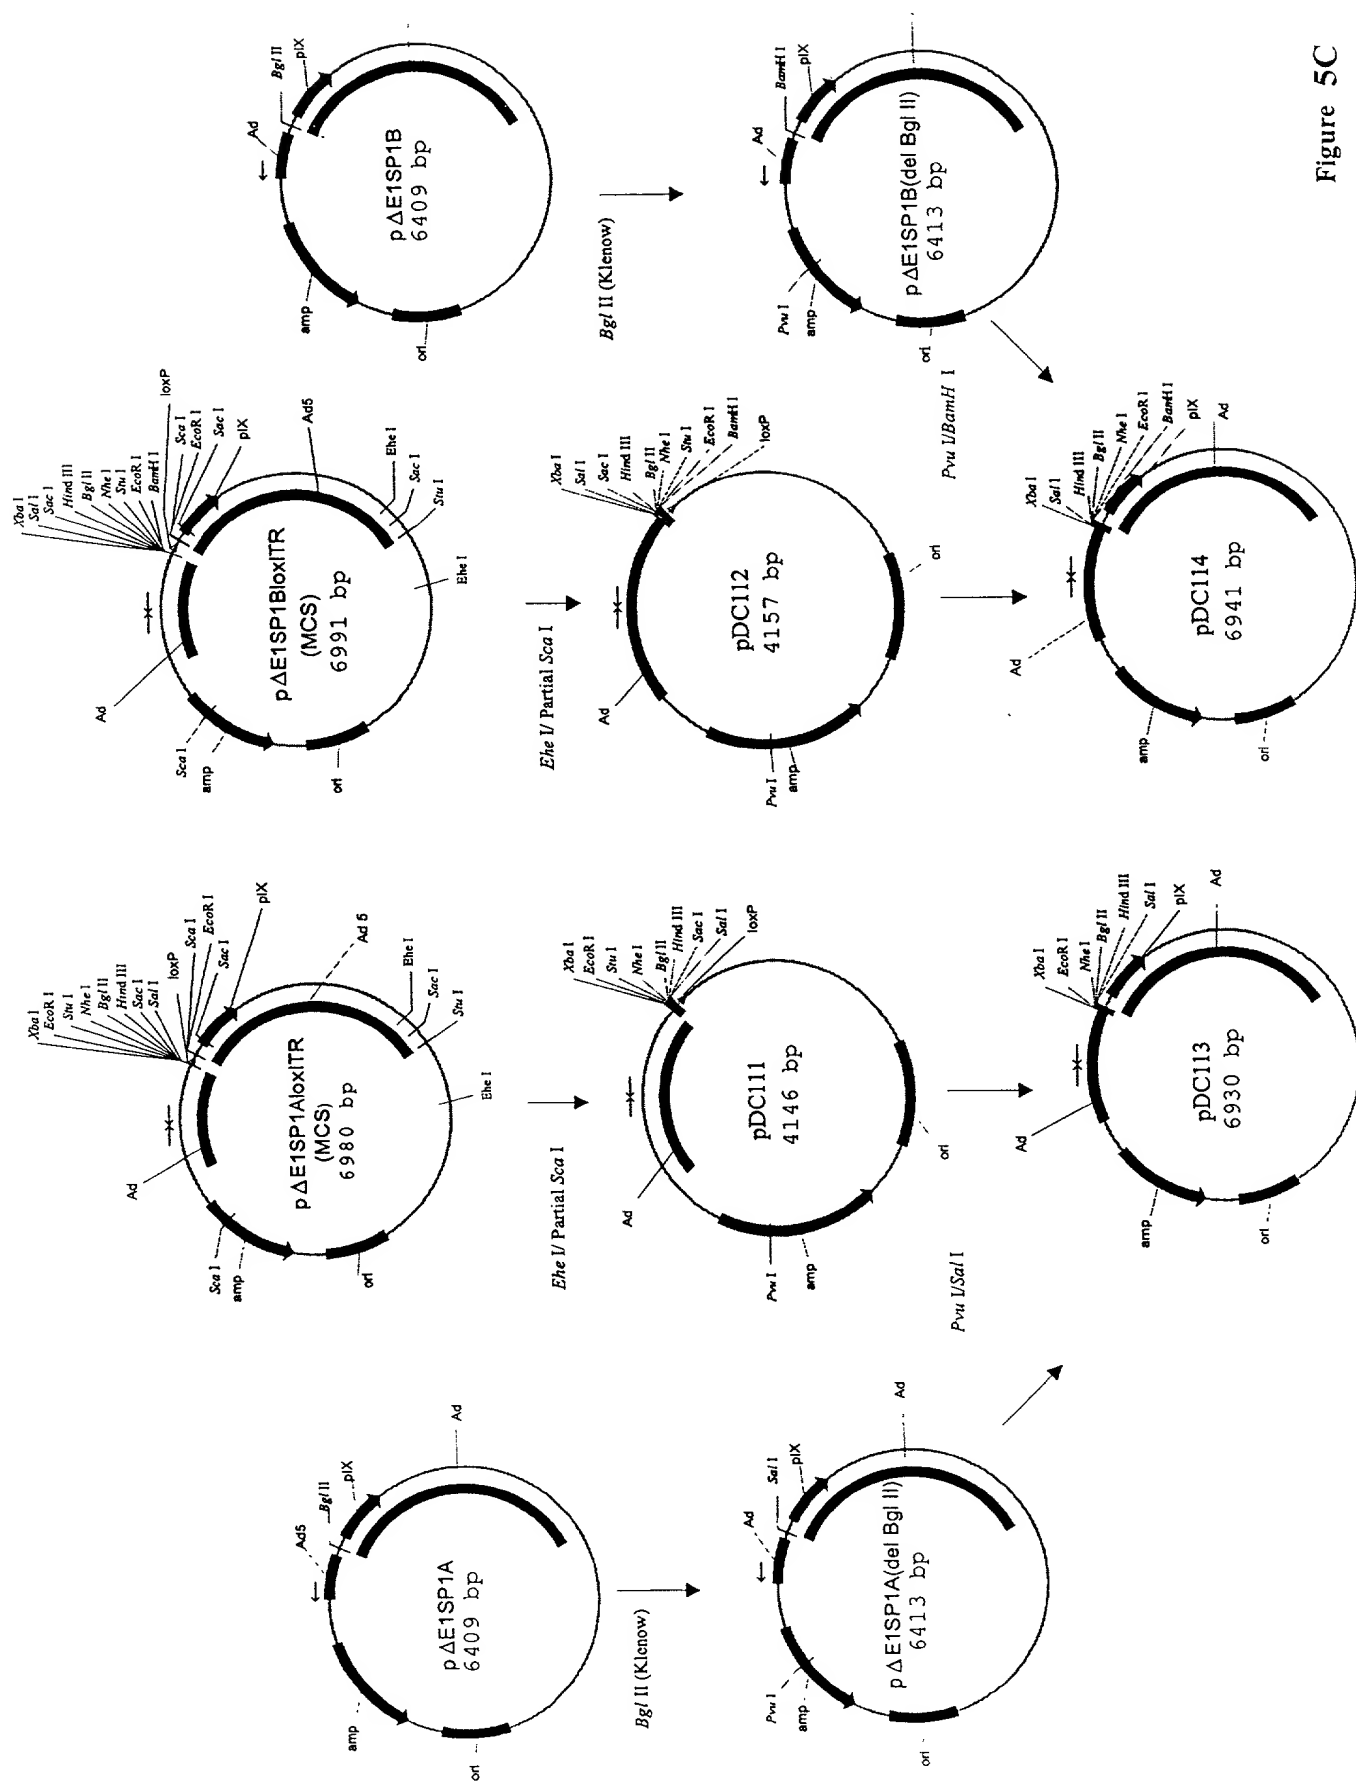 pΔE1SP1A
6409 bp
Ad5
Bgl II
pIX
Ad
amp
ori
Bgl II (Klenow)
pΔE1SP1A(del Bgl II)
6413 bp
Ad
Sal I
pIX
Ad
Pvu I
amp
ori
pΔE1SP1AloxITR
(MCS)
6980 bp
Xba I
EcoR I
Stu I
Nhe I
Bgl II
Hind III
Sac I
Sal I
loxP
Sca I
EcoR I
Sac I
pIX
Ad 5
Ehe I
Sac I
Stu I
Ehe I
Ad
Sca I
amp
ori
Ehe I/ Partial Sca I
pDC111
4146 bp
Xba I
EcoR I
Stu I
Nhe I
Bgl II
Hind III
Sac I
Sal I
loxP
Ad
Pvu I
amp
ori
Pvu I/Sal I
pDC113
6930 bp
Xba I
EcoR I
Nhe I
Bgl II
Hind III
Sal I
pIX
Ad
Ad
amp
ori
pΔE1SP1BloxITR
(MCS)
6991 bp
Xba I
Sal I
Sac I
Hind III
Bgl II
Nhe I
Stu I
EcoR I
BamH I
loxP
Sca I
EcoR I
Sac I
pIX
Ad5
Ehe I
Sac I
Stu I
Ehe I
Ad
Sca I
amp
ori
Ehe I/ Partial Sca I
pDC112
4157 bp
Xba I
Sal I
Sac I
Hind III
Bgl II
Nhe I
Stu I
EcoR I
BamH I
loxP
Ad
Pvu I
amp
ori
Pvu I/BamH I
pDC114
6941 bp
Xba I
Sal I
Hind III
Bgl II
Nhe I
EcoR I
BamH I
pIX
Ad
Ad
amp
ori
pΔE1SP1B
6409 bp
Ad
Bgl II
pIX
amp
ori
Bgl II (Klenow)
pΔE1SP1B(del Bgl II)
6413 bp
Ad
BamH I
pIX
Pvu I
amp
ori
Figure 5C